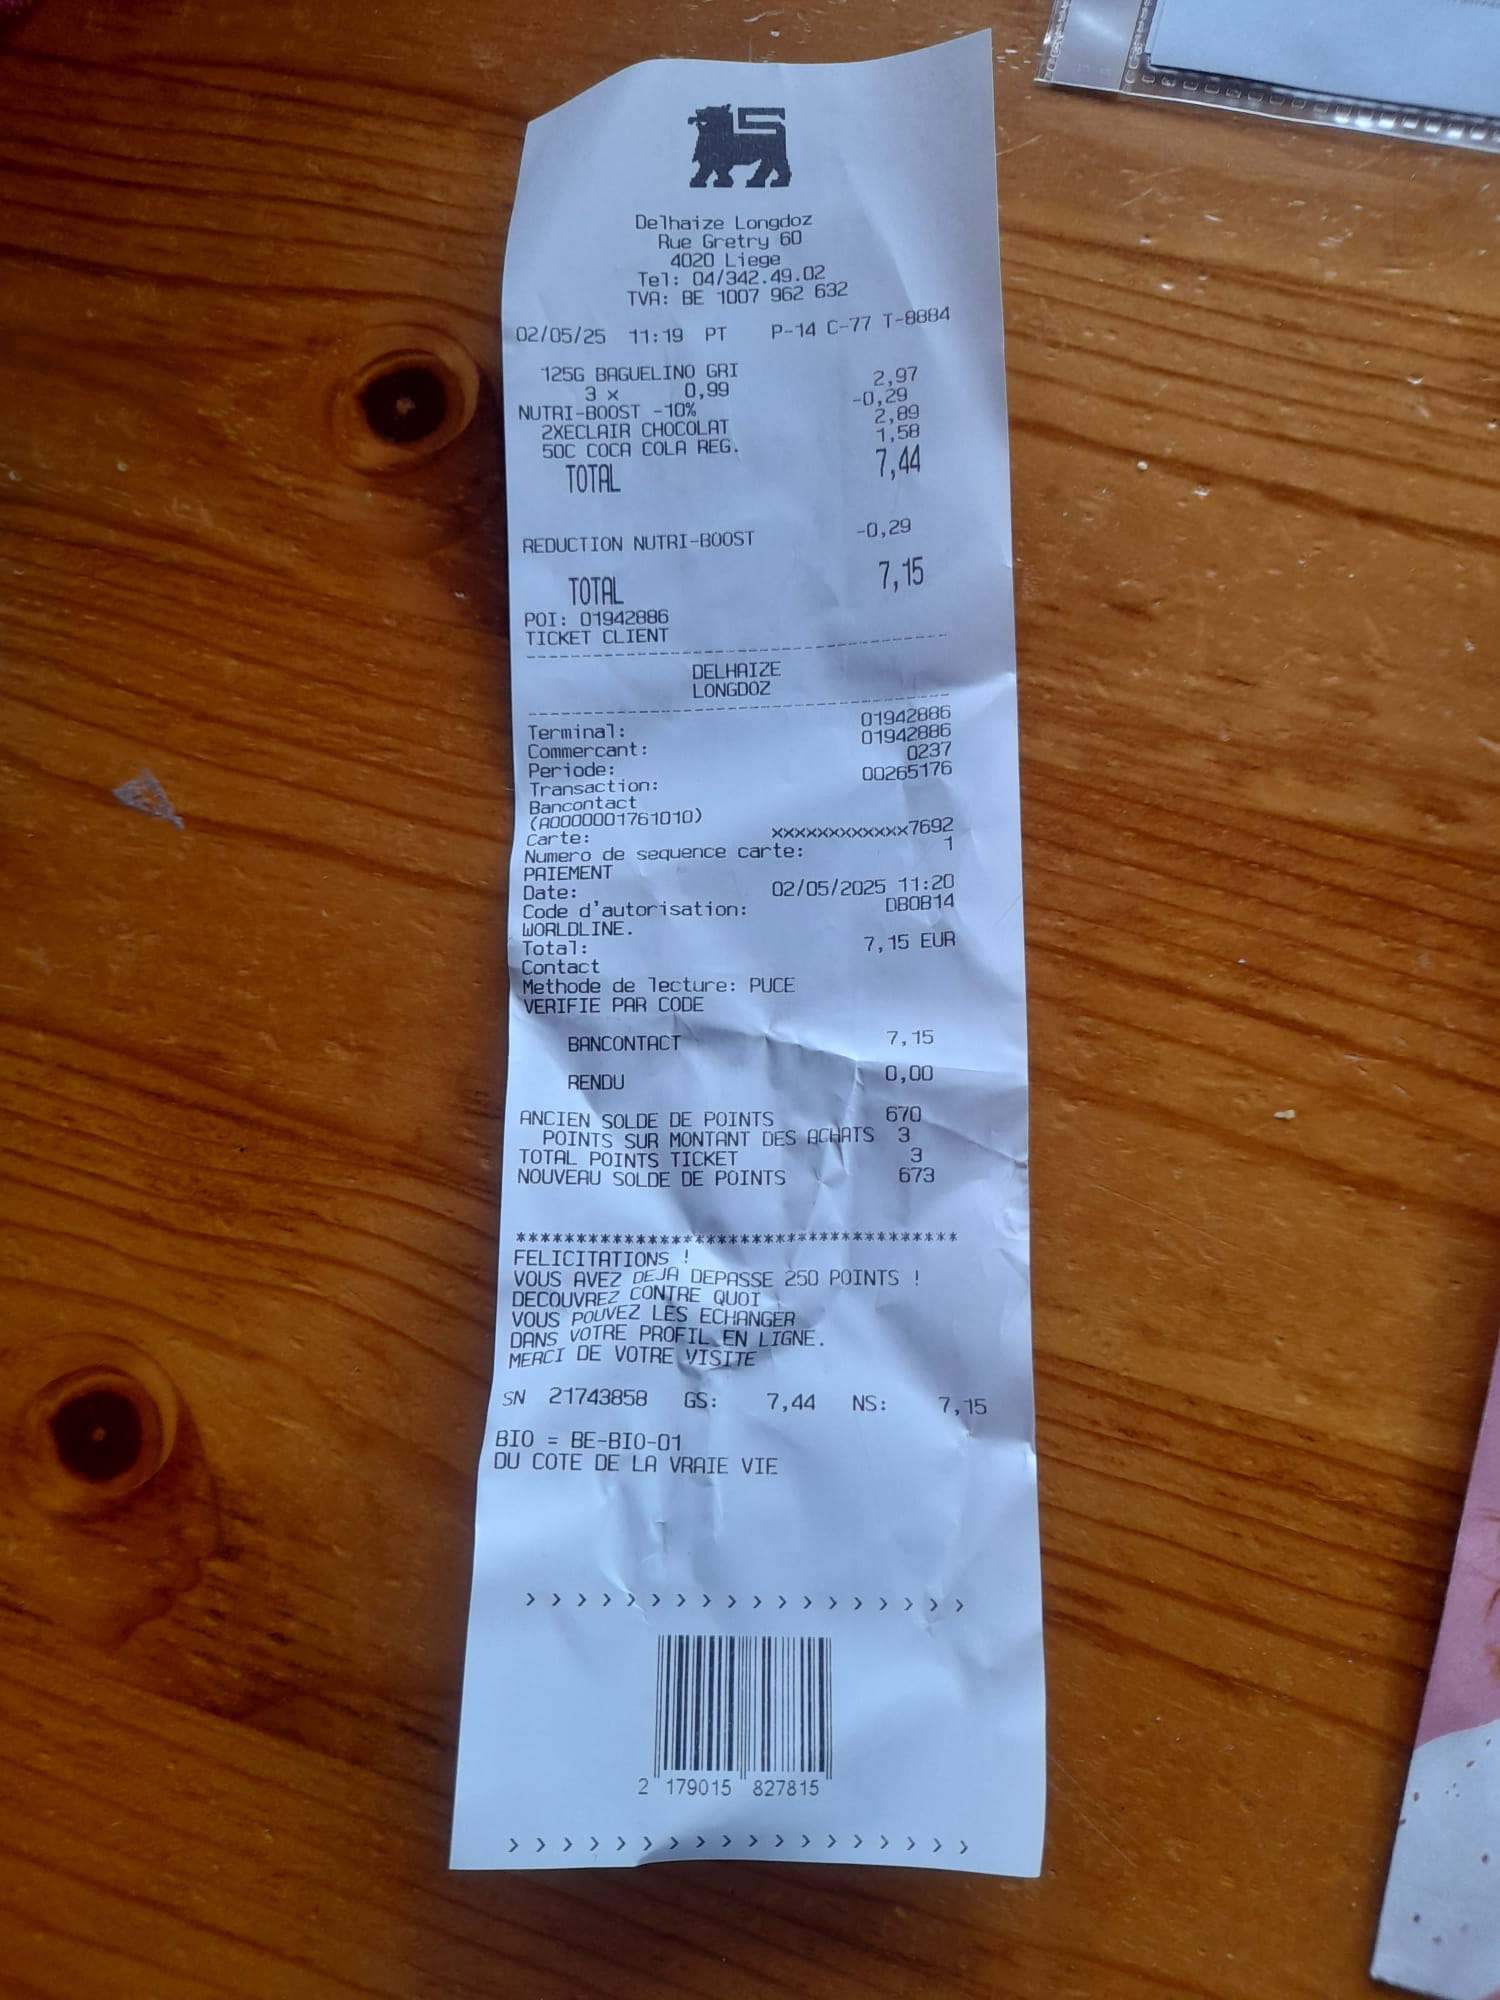 Delhaize Longdoz
Rue Gretry 60
4020 Liege
Tel: 04/342.49.02
TVA: BE 1007 962 632
02/05/25 11:19 PT P-14 C-77 T-8884
125G BAGUELINO GRI 2,97
3 x 0,99
NUTRI-BOOST -10% -0,29
2XECLAIR CHOCOLAT 2,89
50C COCA COLA REG. 1,58
TOTAL 7,44
REDUCTION NUTRI-BOOST -0,29
TOTAL 7,15
POI: 01942886
TICKET CLIENT
DELHAIZE
LONGDOZ
Terminal: 01942886
Commercant: 01942886
Periode: 0237
Transaction: 00265176
Bancontact
(A0000001761010)
Carte: xxxxxxxxxxxx7692
Numero de sequence carte: 1
PAIEMENT
Date: 02/05/2025 11:20
Code d'autorisation: DB0B14
WORLDLINE.
Total: 7,15 EUR
Contact
Methode de lecture: PUCE
VERIFIE PAR CODE
BANCONTACT 7,15
RENDU 0,00
ANCIEN SOLDE DE POINTS 670
POINTS SUR MONTANT DES ACHATS 3
TOTAL POINTS TICKET 3
NOUVEAU SOLDE DE POINTS 673
*************************************
FELICITATIONS !
VOUS AVEZ DEJA DEPASSE 250 POINTS !
DECOUVREZ CONTRE QUOI
VOUS POUVEZ LES ECHANGER
DANS VOTRE PROFIL EN LIGNE.
MERCI DE VOTRE VISITE
SN 21743858 GS: 7,44 NS: 7,15
BIO = BE-BIO-01
DU COTE DE LA VRAIE VIE
> > > > > > > > > > > > > > > > > >
2 179015 827815
> > > > > > > > > > > > > > > > > >